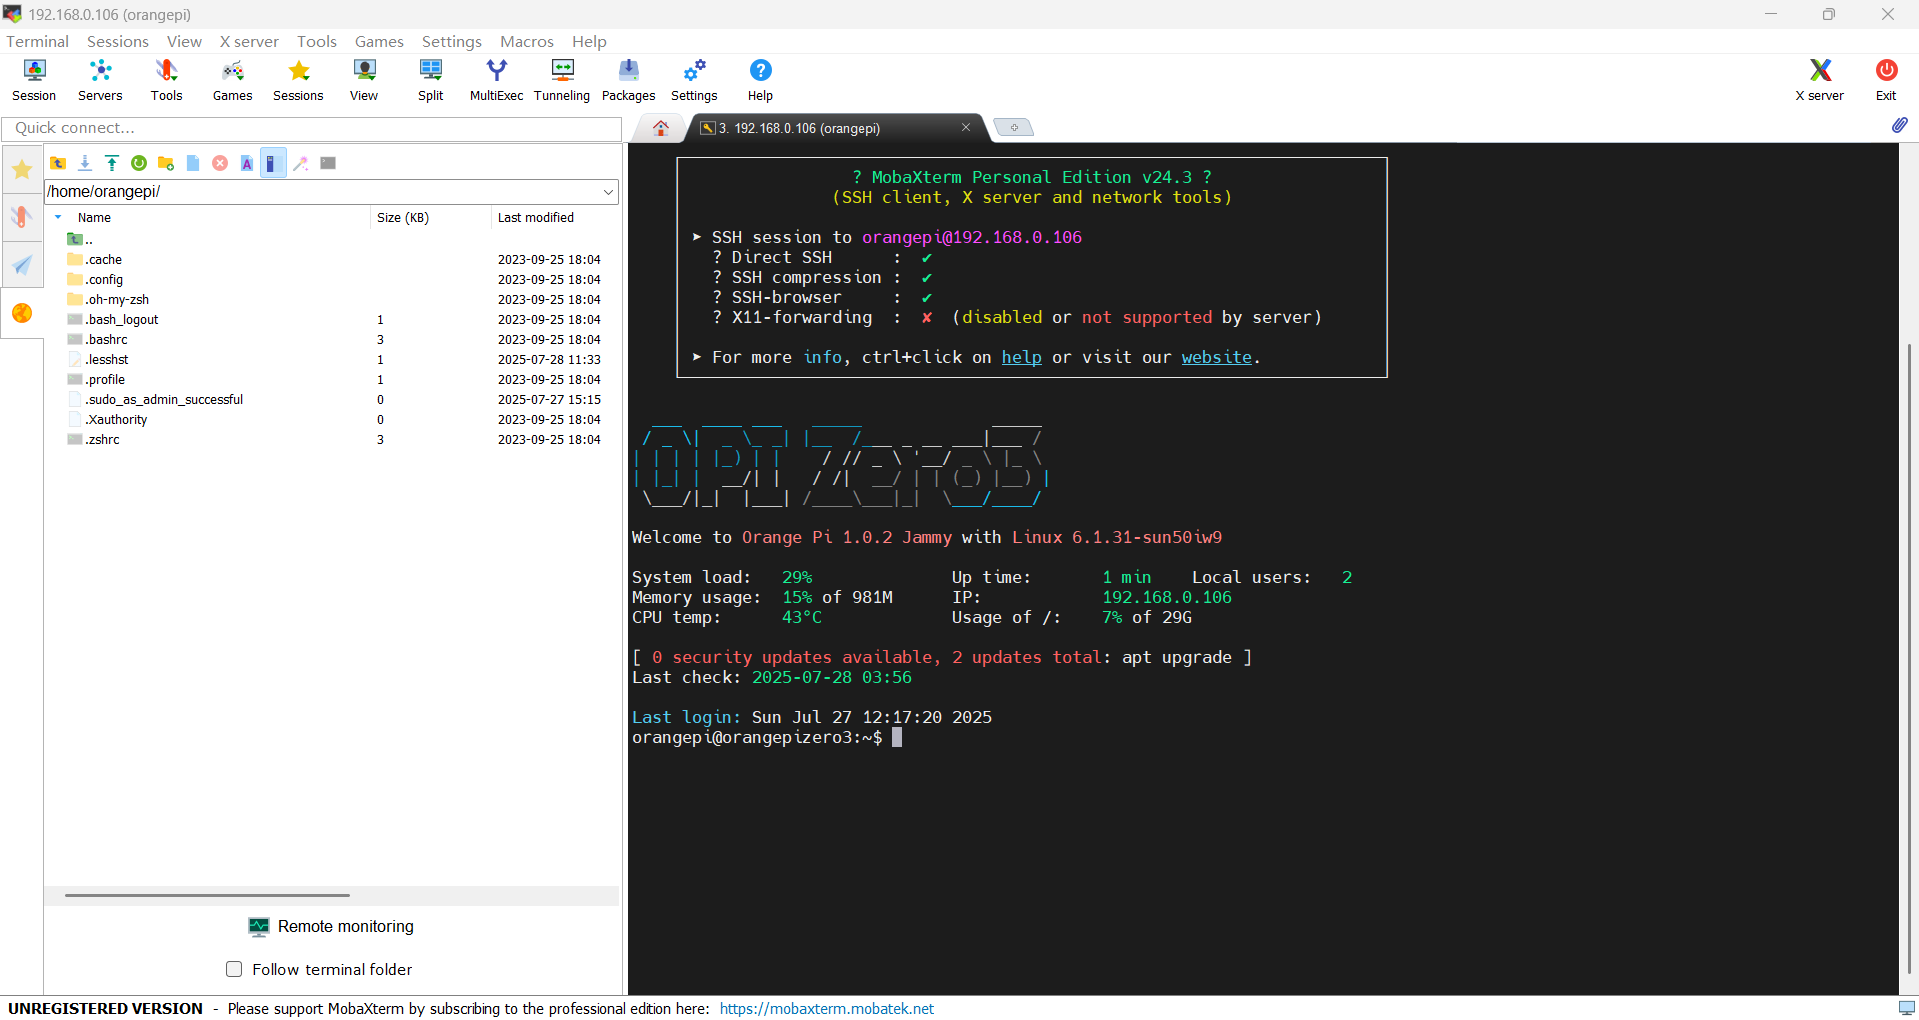 192.168.0.106 (orangepi)
Terminal Sessions View X server Tools Games Settings Macros Help
Session Servers Tools Games Sessions View Split MultiExec Tunneling Packages Settings Help X server Exit
Quick connect...
3. 192.168.0.106 (orangepi)
/home/orangepi/
Name Size (KB) Last modified
..
.cache 2023-09-25 18:04
.config 2023-09-25 18:04
.oh-my-zsh 2023-09-25 18:04
.bash_logout 1 2023-09-25 18:04
.bashrc 3 2023-09-25 18:04
.lesshst 1 2025-07-28 11:33
.profile 1 2023-09-25 18:04
.sudo_as_admin_successful 0 2025-07-27 15:15
.Xauthority 0 2023-09-25 18:04
.zshrc 3 2023-09-25 18:04
Remote monitoring
Follow terminal folder
? MobaXterm Personal Edition v24.3 ?
(SSH client, X server and network tools)
➤ SSH session to orangepi@192.168.0.106
? Direct SSH : ✔
? SSH compression : ✔
? SSH-browser : ✔
? X11-forwarding : ✘ (disabled or not supported by server)
➤ For more info, ctrl+click on help or visit our website.
OPI Zero3
Welcome to Orange Pi 1.0.2 Jammy with Linux 6.1.31-sun50iw9
System load: 29% Up time: 1 min Local users: 2
Memory usage: 15% of 981M IP: 192.168.0.106
CPU temp: 43°C Usage of /: 7% of 29G
[ 0 security updates available, 2 updates total: apt upgrade ]
Last check: 2025-07-28 03:56
Last login: Sun Jul 27 12:17:20 2025
orangepi@orangepizero3:~$
UNREGISTERED VERSION - Please support MobaXterm by subscribing to the professional edition here: https://mobaxterm.mobatek.net